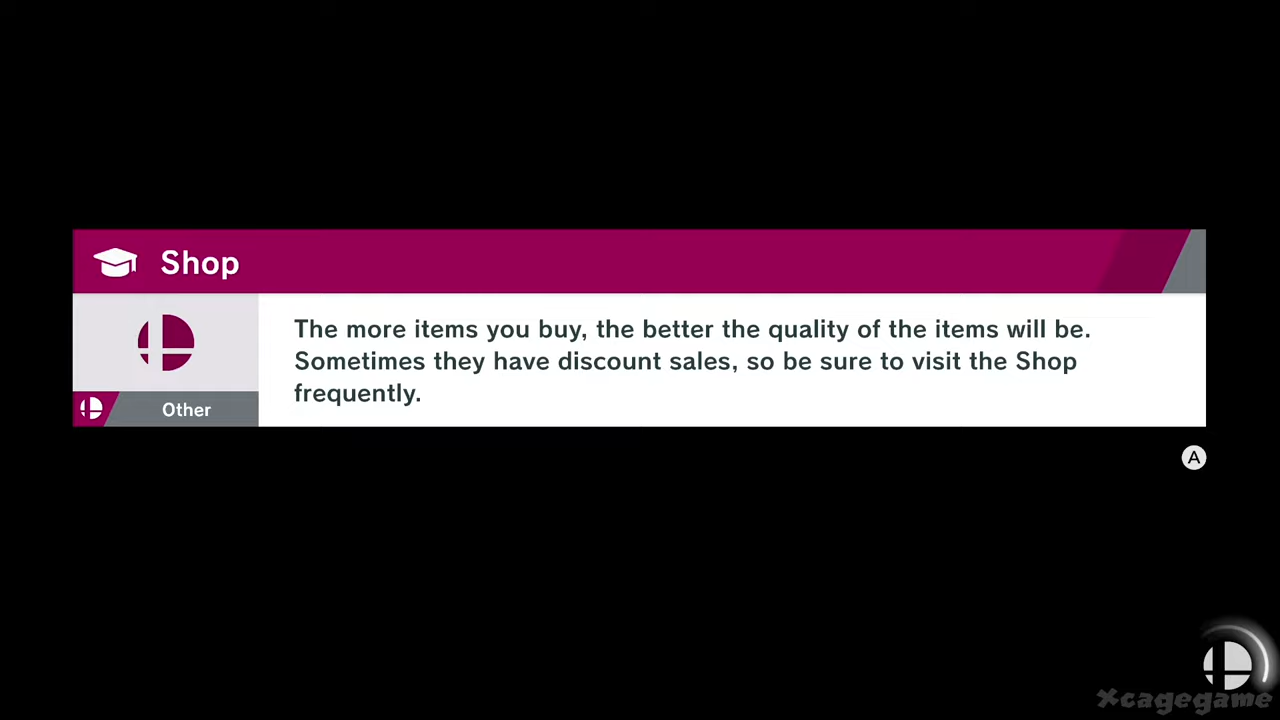 Shop
The more items you buy, the better the quality of the items will be.
Sometimes they have discount sales, so be sure to visit the Shop
frequently.
Other
A
Xcagegame